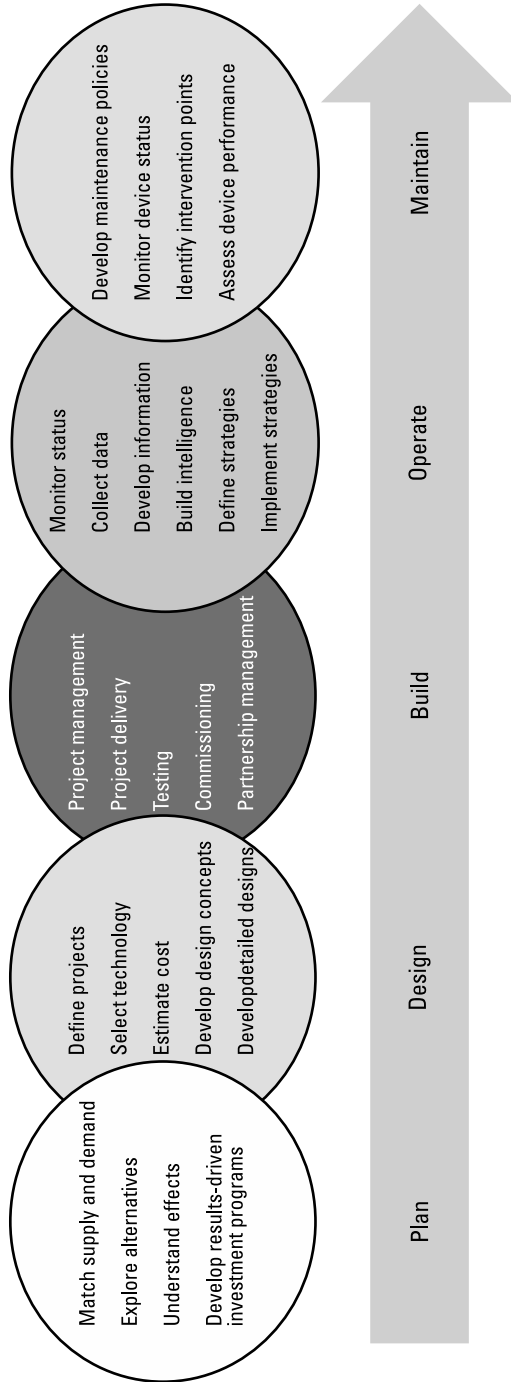 Match supply and demand
Explore alternatives
Understand effects
Develop results-driven
investment programs
Define projects
Select technology
Estimate cost
Develop design concepts
Developdetailed designs
Project management
Project delivery
Testing
Commissioning
Partnership management
Monitor status
Collect data
Develop information
Build intelligence
Define strategies
Implement strategies
Develop maintenance policies
Monitor device status
Identify intervention points
Assess device performance
Plan
Design
Build
Operate
Maintain